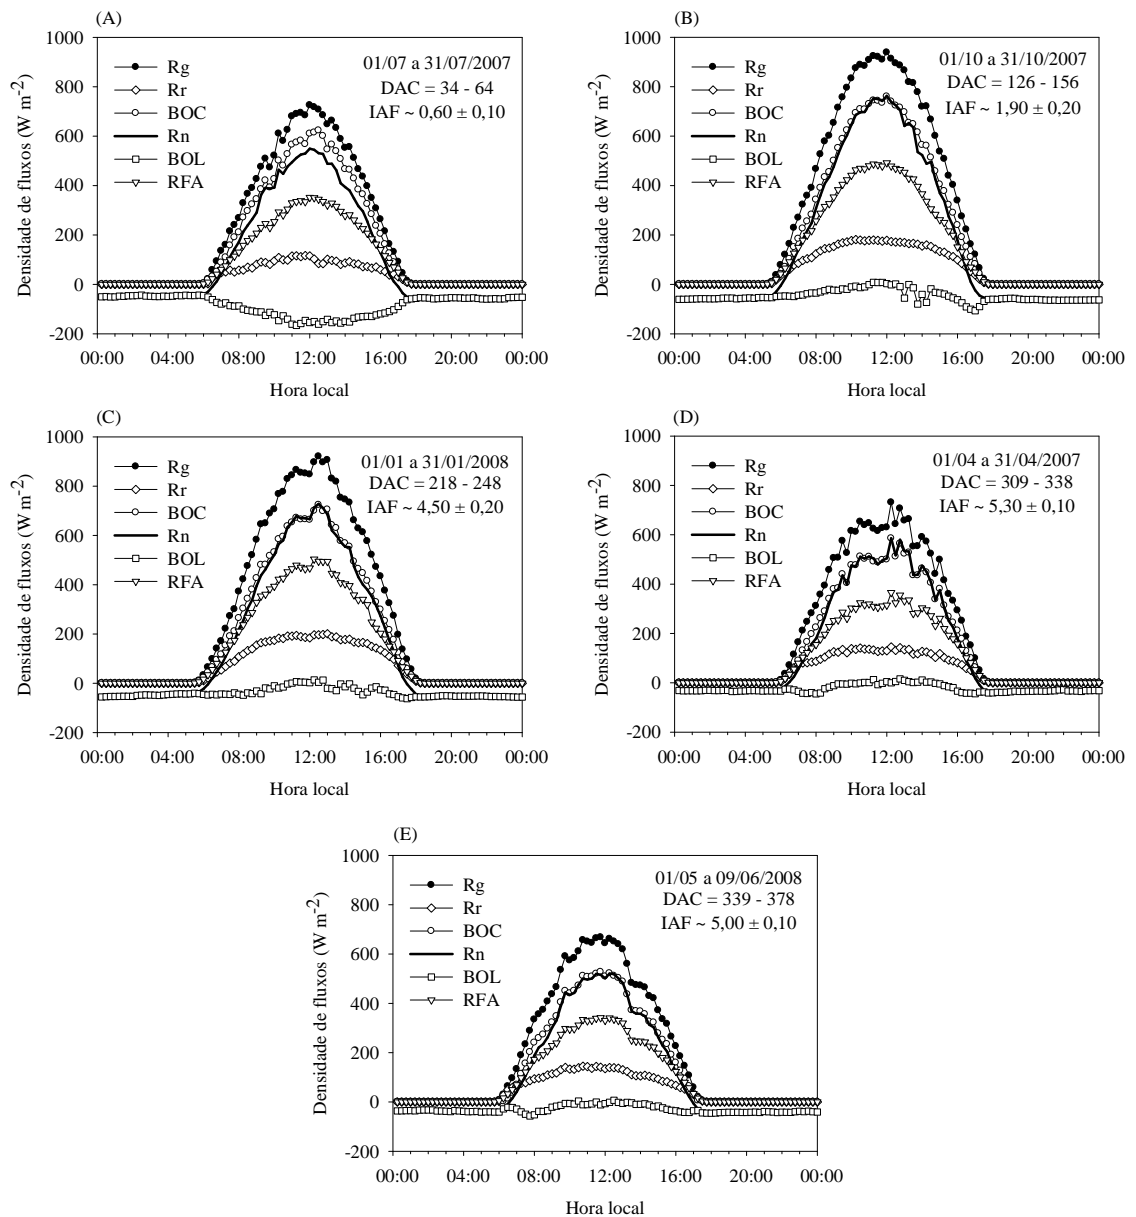 (A)
Densidade de fluxos (W m-2)
1000
800
600
400
200
0
-200
Rg
Rr
BOC
Rn
BOL
RFA
01/07 a 31/07/2007
DAC = 34 - 64
IAF ~ 0,60 ± 0,10
00:00 04:00 08:00 12:00 16:00 20:00 00:00
Hora local
(B)
Densidade de fluxos (W m-2)
1000
800
600
400
200
0
-200
Rg
Rr
BOC
Rn
BOL
RFA
01/10 a 31/10/2007
DAC = 126 - 156
IAF ~ 1,90 ± 0,20
00:00 04:00 08:00 12:00 16:00 20:00 00:00
Hora local
(C)
Densidade de fluxos (W m-2)
1000
800
600
400
200
0
-200
Rg
Rr
BOC
Rn
BOL
RFA
01/01 a 31/01/2008
DAC = 218 - 248
IAF ~ 4,50 ± 0,20
00:00 04:00 08:00 12:00 16:00 20:00 00:00
Hora local
(D)
Densidade de fluxos (W m-2)
1000
800
600
400
200
0
-200
Rg
Rr
BOC
Rn
BOL
RFA
01/04 a 31/04/2007
DAC = 309 - 338
IAF ~ 5,30 ± 0,10
00:00 04:00 08:00 12:00 16:00 20:00 00:00
Hora local
(E)
Densidade de fluxos (W m-2)
1000
800
600
400
200
0
-200
Rg
Rr
BOC
Rn
BOL
RFA
01/05 a 09/06/2008
DAC = 339 - 378
IAF ~ 5,00 ± 0,10
00:00 04:00 08:00 12:00 16:00 20:00 00:00
Hora local